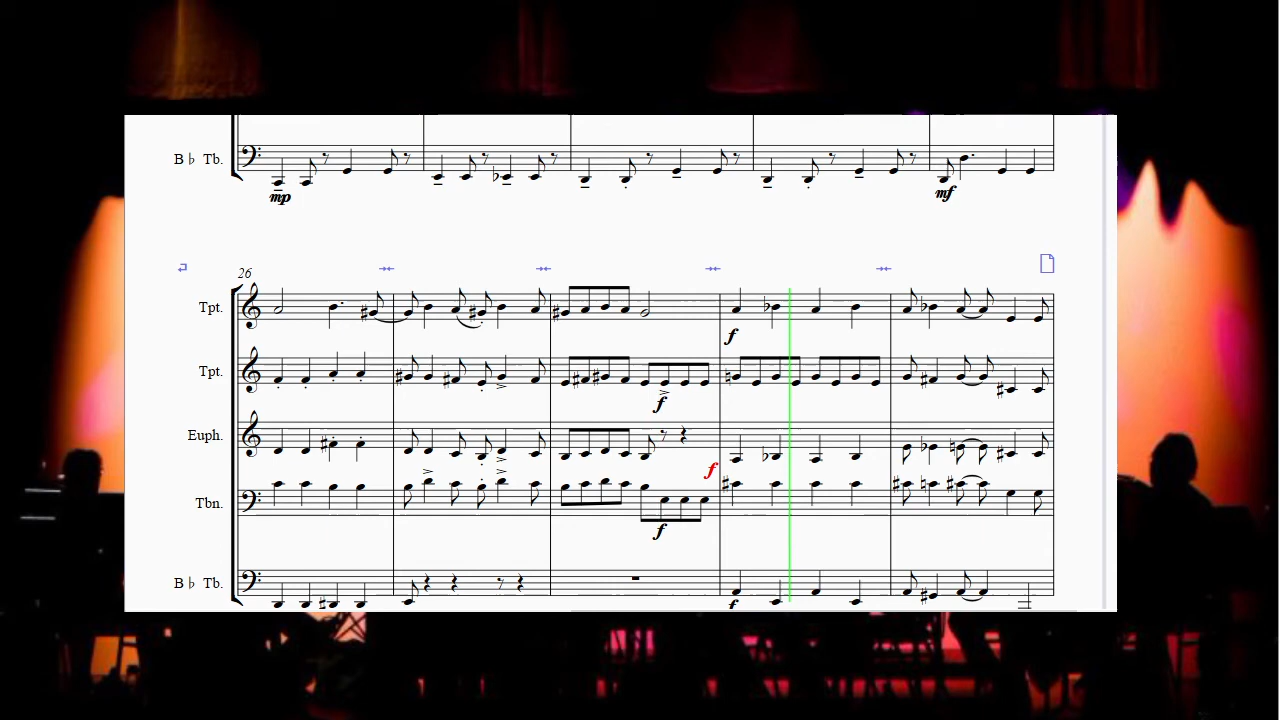 B♭ Tb.
mp
mf
26
Tpt.
f
Tpt.
f
Euph.
f
Tbn.
f
B♭ Tb.
f